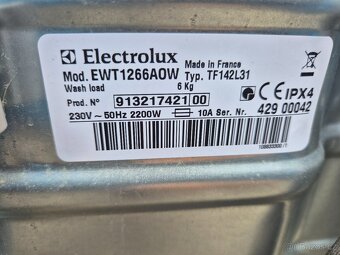 Electrolux Made in France
Mod. EWT1266AOW Typ. TF142L31
Wash load 6 Kg
Prod. N° 913217421 00 CE IPX4
230V ~ 50Hz 2200W 10A Ser. Nr. 429 00042